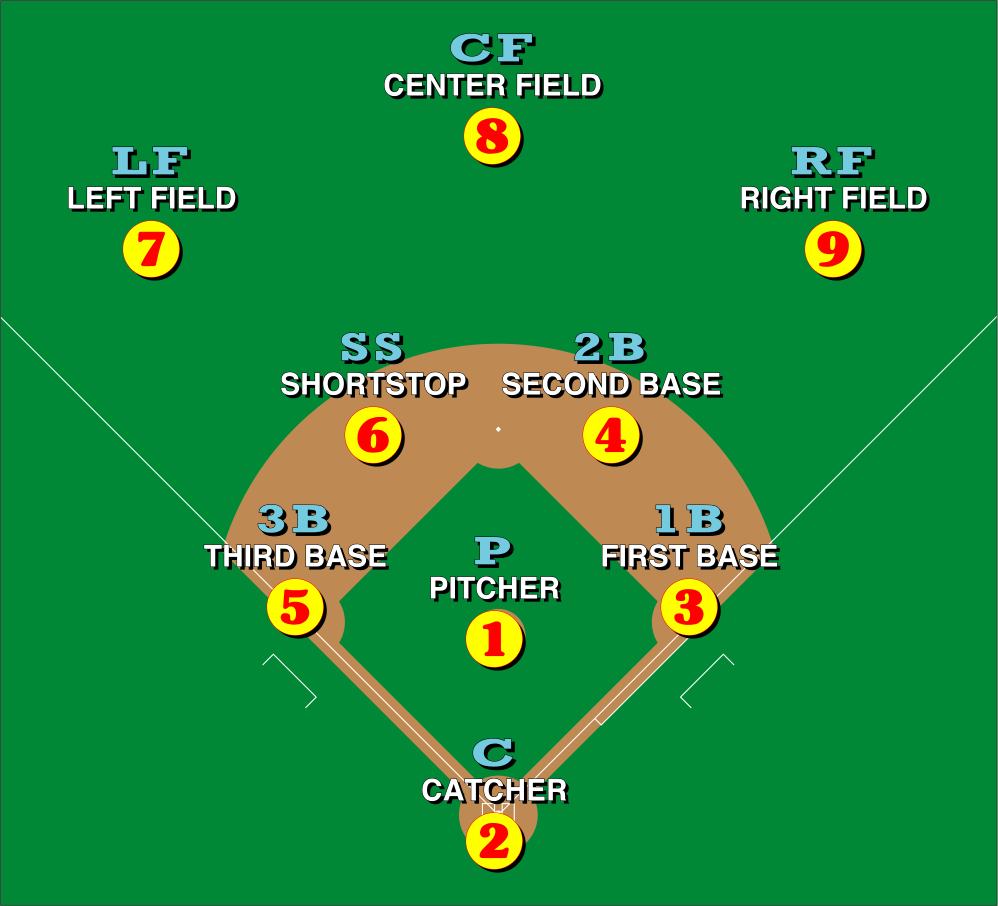 CF
CENTER FIELD
8
LF
LEFT FIELD
7
RF
RIGHT FIELD
9
SS
SHORTSTOP
6
2B
SECOND BASE
4
3B
THIRD BASE
5
P
PITCHER
1
1B
FIRST BASE
3
C
CATCHER
2